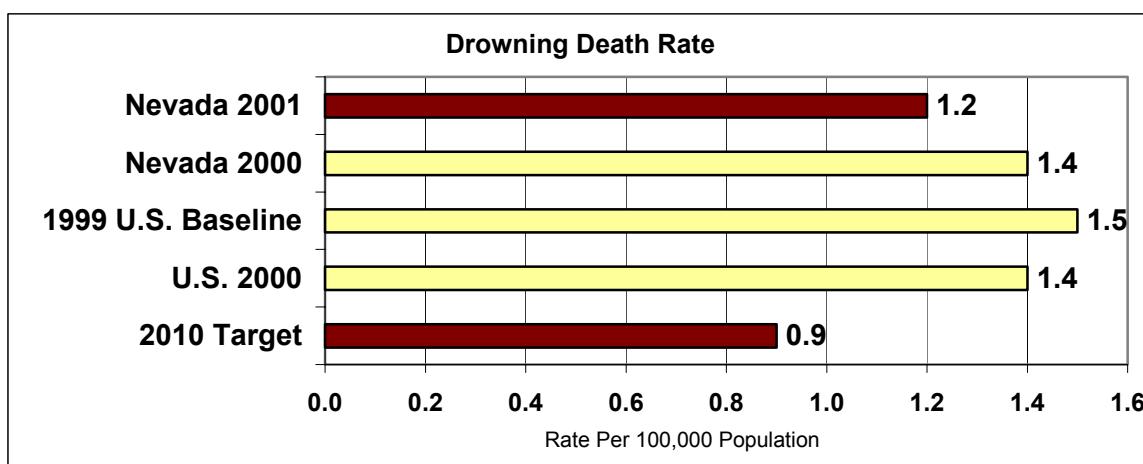 Drowning Death Rate
Nevada 2001
1.2
Nevada 2000
1.4
1999 U.S. Baseline
1.5
U.S. 2000
1.4
2010 Target
0.9
0.0 0.2 0.4 0.6 0.8 1.0 1.2 1.4 1.6
Rate Per 100,000 Population